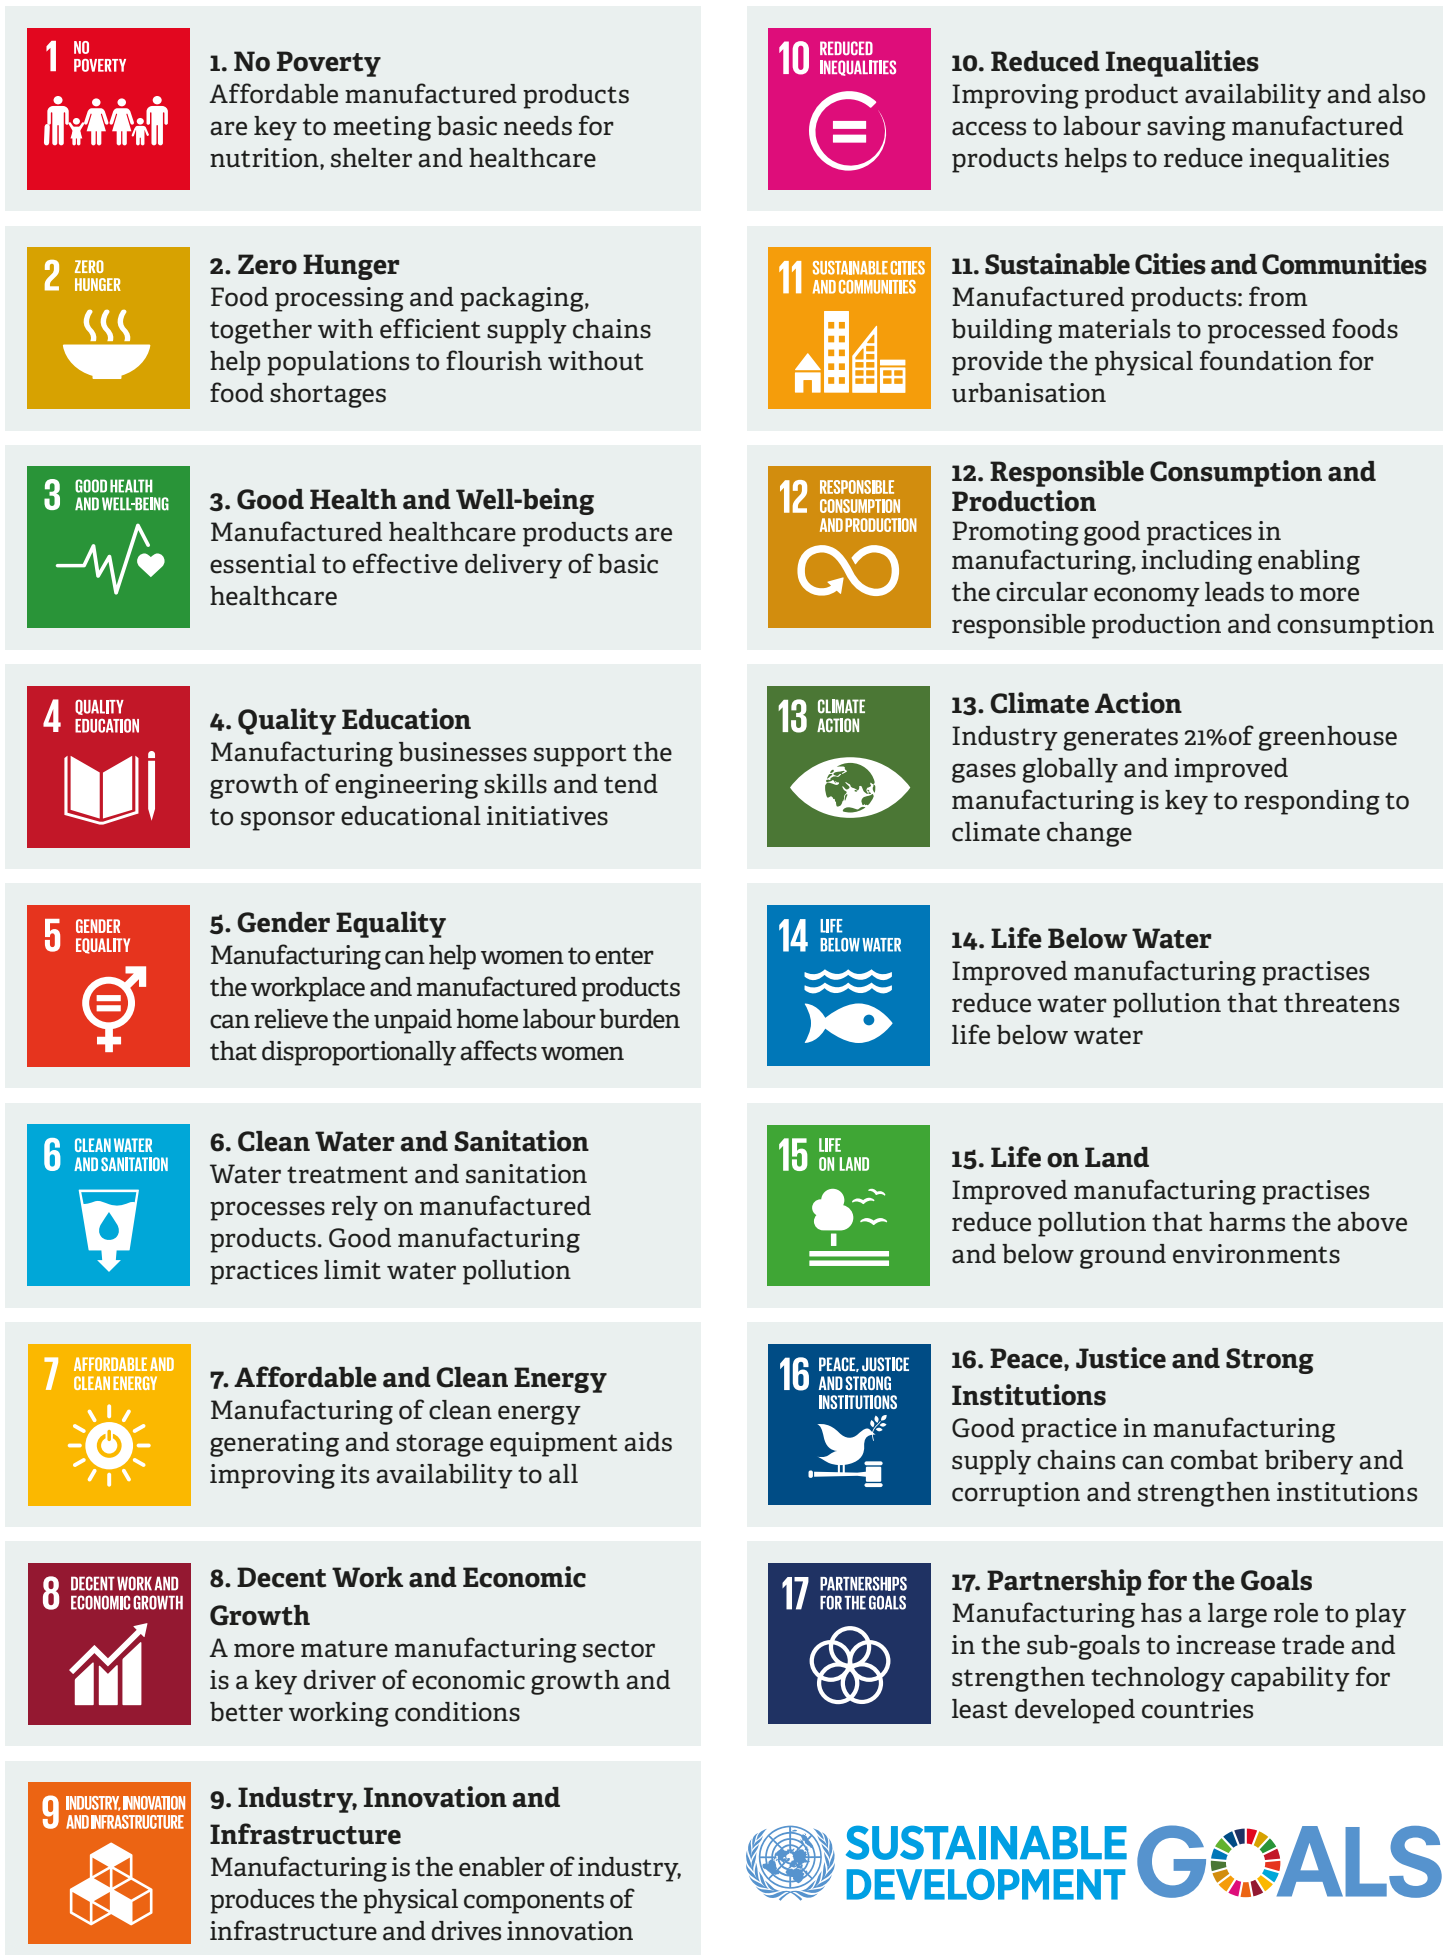 1 NO
POVERTY
1. No Poverty
Affordable manufactured products
are key to meeting basic needs for
nutrition, shelter and healthcare
2 ZERO
HUNGER
2. Zero Hunger
Food processing and packaging,
together with efficient supply chains
help populations to flourish without
food shortages
3 GOOD HEALTH
AND WELL-BEING
3. Good Health and Well-being
Manufactured healthcare products are
essential to effective delivery of basic
healthcare
4 QUALITY
EDUCATION
4. Quality Education
Manufacturing businesses support the
growth of engineering skills and tend
to sponsor educational initiatives
5 GENDER
EQUALITY
5. Gender Equality
Manufacturing can help women to enter
the workplace and manufactured products
can relieve the unpaid home labour burden
that disproportionally affects women
6 CLEAN WATER
AND SANITATION
6. Clean Water and Sanitation
Water treatment and sanitation
processes rely on manufactured
products. Good manufacturing
practices limit water pollution
7 AFFORDABLE AND
CLEAN ENERGY
7. Affordable and Clean Energy
Manufacturing of clean energy
generating and storage equipment aids
improving its availability to all
8 DECENT WORK AND
ECONOMIC GROWTH
8. Decent Work and Economic
Growth
A more mature manufacturing sector
is a key driver of economic growth and
better working conditions
9 INDUSTRY, INNOVATION
AND INFRASTRUCTURE
9. Industry, Innovation and
Infrastructure
Manufacturing is the enabler of industry,
produces the physical components of
infrastructure and drives innovation
10 REDUCED
INEQUALITIES
10. Reduced Inequalities
Improving product availability and also
access to labour saving manufactured
products helps to reduce inequalities
11 SUSTAINABLE CITIES
AND COMMUNITIES
11. Sustainable Cities and Communities
Manufactured products: from
building materials to processed foods
provide the physical foundation for
urbanisation
12 RESPONSIBLE
CONSUMPTION
AND PRODUCTION
12. Responsible Consumption and
Production
Promoting good practices in
manufacturing, including enabling
the circular economy leads to more
responsible production and consumption
13 CLIMATE
ACTION
13. Climate Action
Industry generates 21%of greenhouse
gases globally and improved
manufacturing is key to responding to
climate change
14 LIFE
BELOW WATER
14. Life Below Water
Improved manufacturing practises
reduce water pollution that threatens
life below water
15 LIFE
ON LAND
15. Life on Land
Improved manufacturing practises
reduce pollution that harms the above
and below ground environments
16 PEACE, JUSTICE
AND STRONG
INSTITUTIONS
16. Peace, Justice and Strong
Institutions
Good practice in manufacturing
supply chains can combat bribery and
corruption and strengthen institutions
17 PARTNERSHIPS
FOR THE GOALS
17. Partnership for the Goals
Manufacturing has a large role to play
in the sub-goals to increase trade and
strengthen technology capability for
least developed countries
SUSTAINABLE
DEVELOPMENT
GOALS